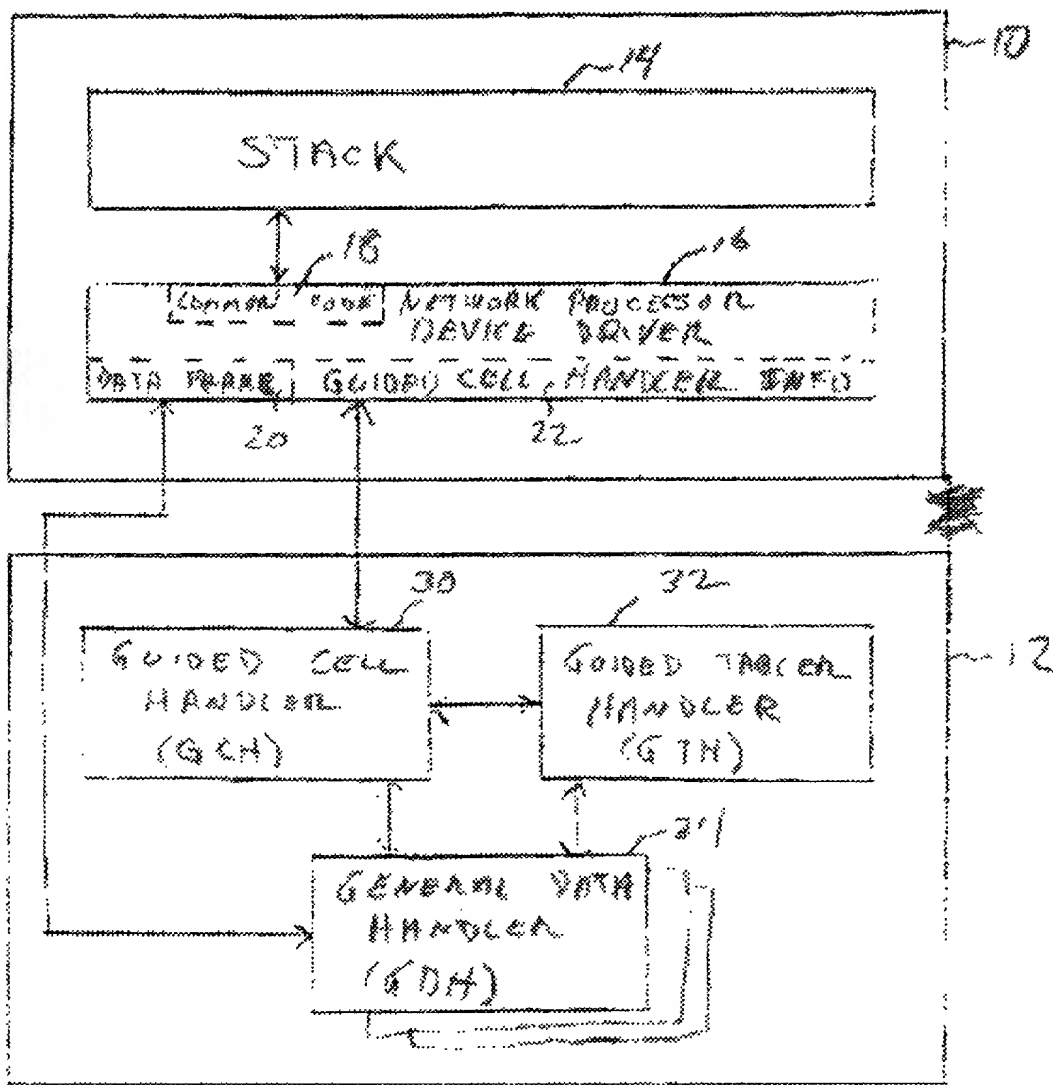 10
14
STACK
18
16
COMMON CODE
NETWORK PROCESSOR
DEVICE DRIVER
DATA FRAME
GUIDED CELL HANDLER INFO
20
22
30
32
12
GUIDED CELL
HANDLER
(GCH)
GUIDED
HANDLER
(GTH)
GENERAL DATA
HANDLER
(GDH)